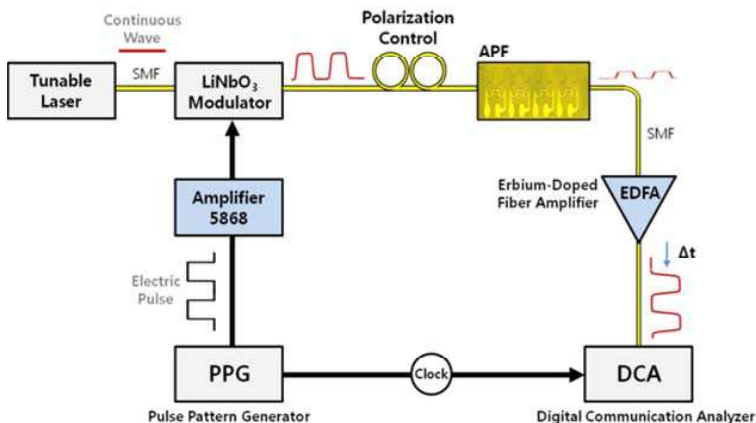 Continuous
Wave
Polarization
Control
APF
Tunable
Laser
SMF
LiNbO₃
Modulator
SMF
Amplifier
5868
Erbium-Doped
Fiber Amplifier
EDFA
Δt
Electric
Pulse
PPG
Clock
DCA
Pulse Pattern Generator
Digital Communication Analyzer